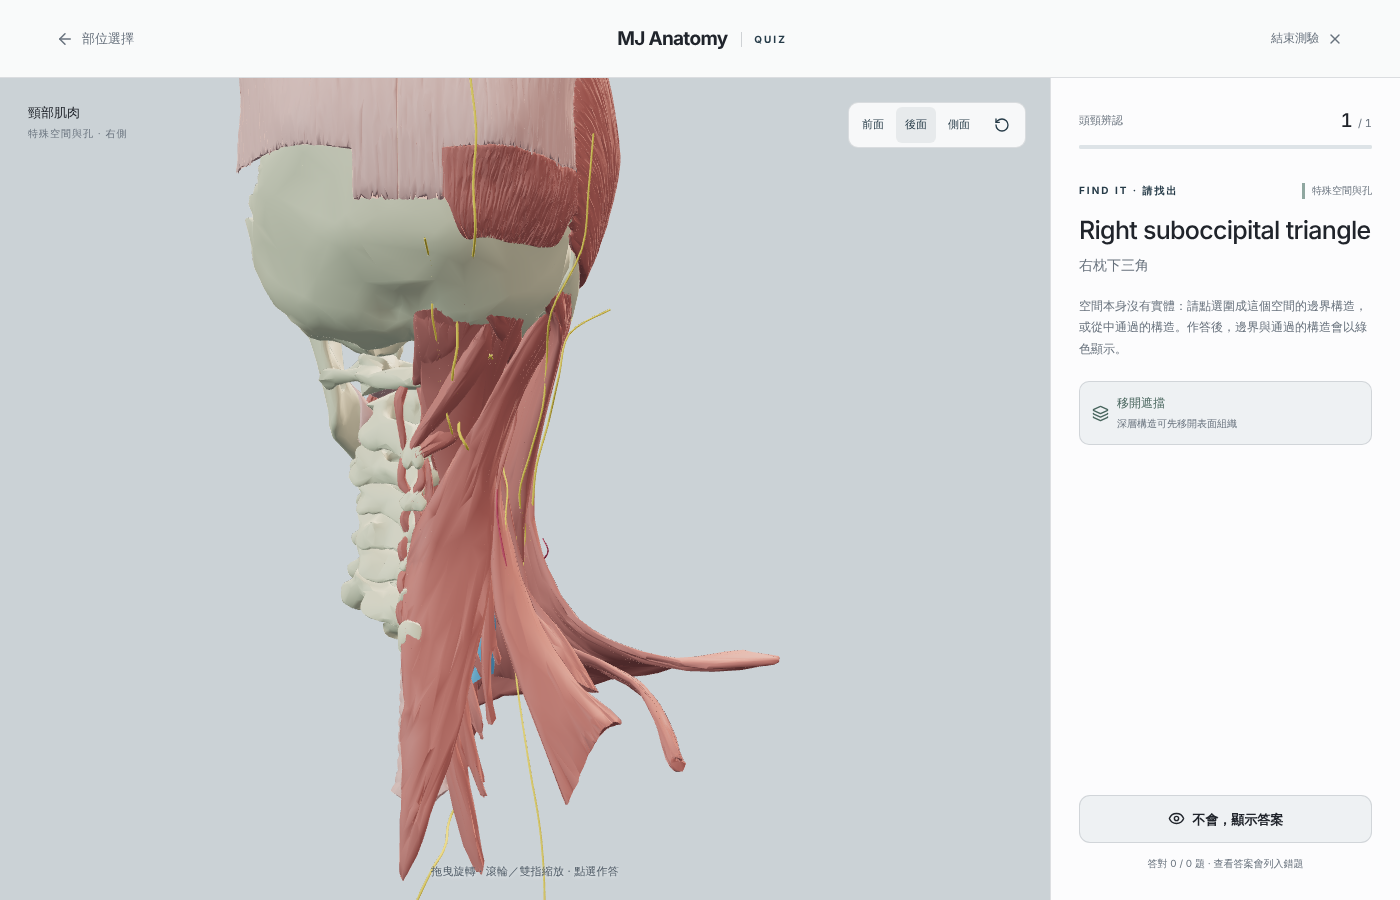 部位選擇
MJ Anatomy
QUIZ
結束測驗
頸部肌肉
特殊空間與孔 · 右側
前面
後面
側面
頭頸辨認
1 / 1
FIND IT · 請找出
特殊空間與孔
Right suboccipital triangle
右枕下三角
空間本身沒有實體：請點選圍成這個空間的邊界構造，
或從中通過的構造。作答後，邊界與通過的構造會以綠
色顯示。
移開遮擋
深層構造可先移開表面組織
不會，顯示答案
答對 0 / 0 題 · 查看答案會列入錯題
拖曳旋轉 · 滾輪／雙指縮放 · 點選作答